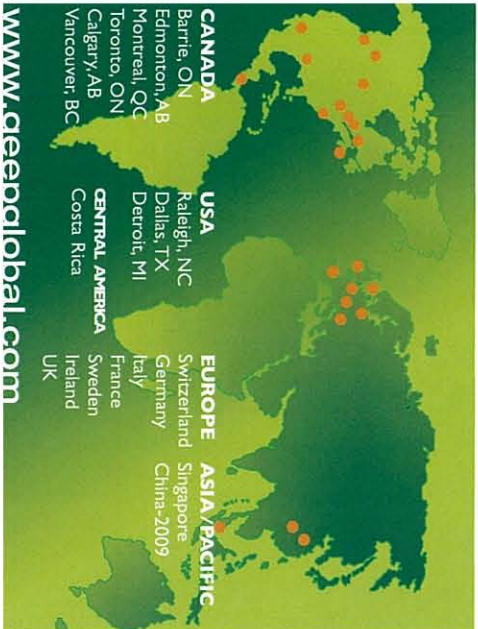 CANADA
Barrie, ON
Edmonton, AB
Montreal, QC
Toronto, ON
Calgary, AB
Vancouver, BC
USA
Raleigh, NC
Dallas, TX
Detroit, MI
CENTRAL AMERICA
Costa Rica
EUROPE
Switzerland
Germany
Italy
France
Sweden
Ireland
UK
ASIA/PACIFIC
Singapore
China-2009
www.geepglobal.com